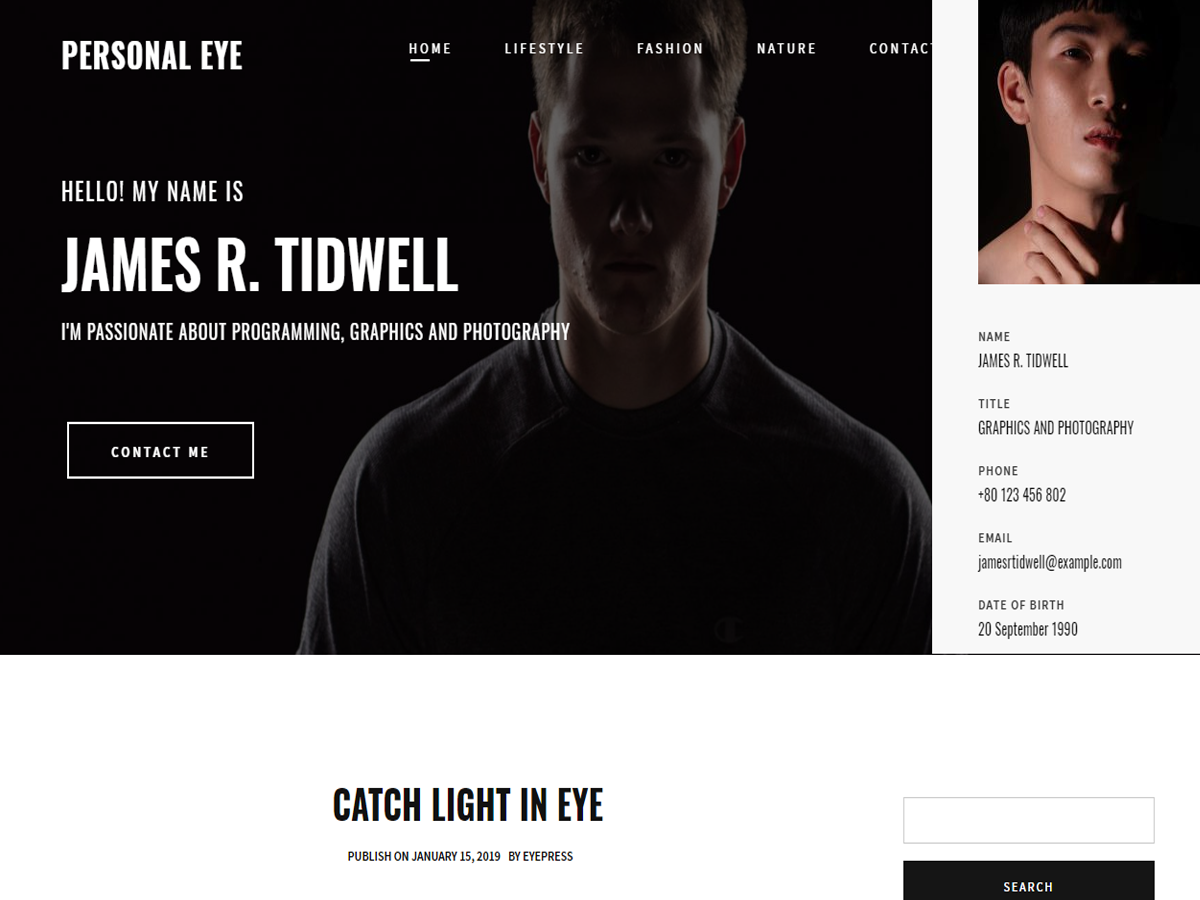 PERSONAL EYE
HOME LIFESTYLE FASHION NATURE CONTACT
HELLO! MY NAME IS
JAMES R. TIDWELL
I'M PASSIONATE ABOUT PROGRAMMING, GRAPHICS AND PHOTOGRAPHY
CONTACT ME
NAME
JAMES R. TIDWELL
TITLE
GRAPHICS AND PHOTOGRAPHY
PHONE
+80 123 456 802
EMAIL
jamesrtidwell@example.com
DATE OF BIRTH
20 September 1990
CATCH LIGHT IN EYE
PUBLISH ON JANUARY 15, 2019 BY EYEPRESS
SEARCH